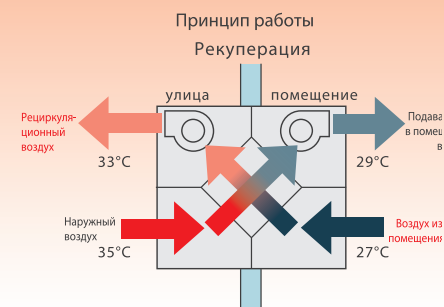 Принцип работы
Рекуперация
улица
помещение
Рециркуля-
ционный
воздух
Подава
в помещ
в
33°C
29°C
Наружный
воздух
Воздух из
помещения
35°C
27°C